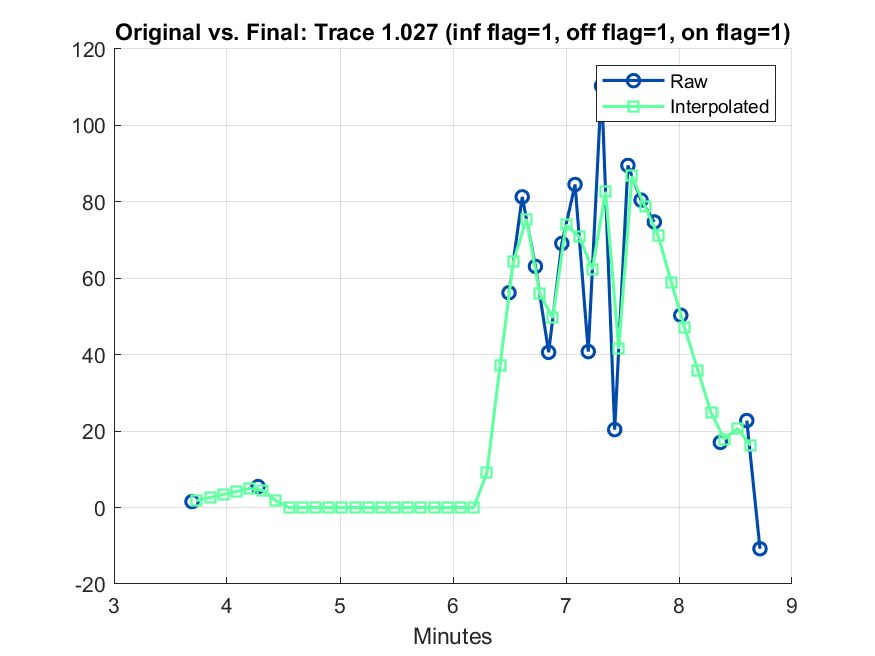 Original vs. Final: Trace 1.027 (inf flag=1, off flag=1, on flag=1)
120
100
80
60
40
20
0
-20
Raw
Interpolated
3 4 5 6 7 8 9
Minutes